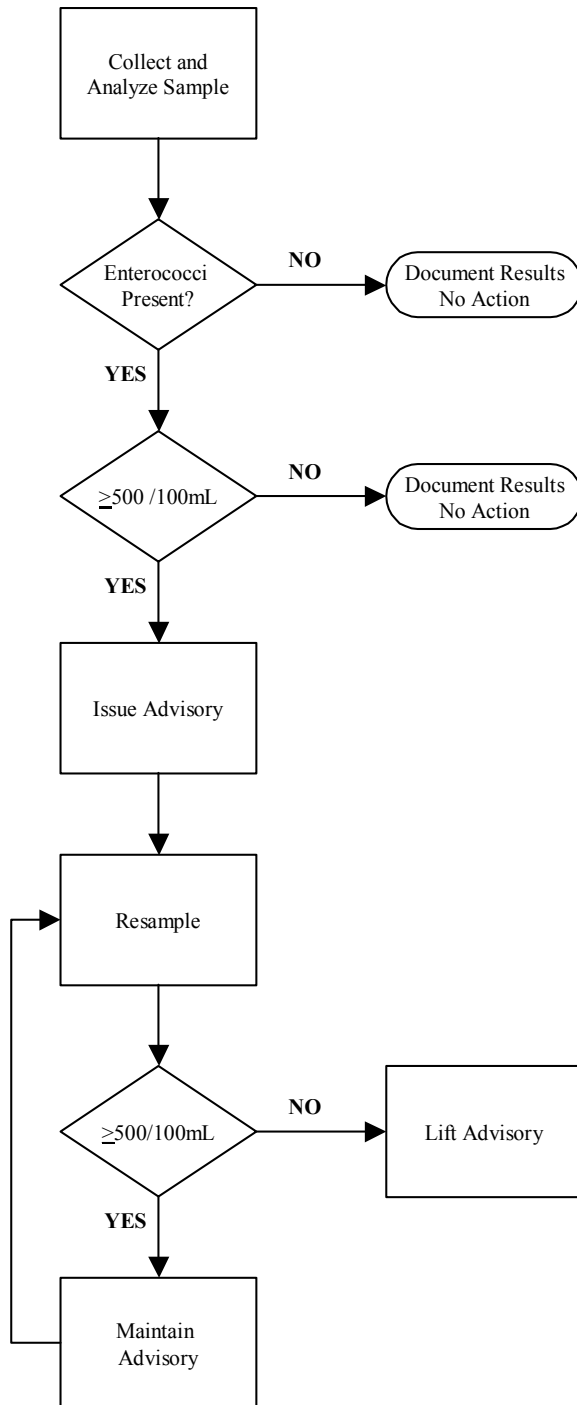 Collect and
Analyze Sample
Enterococci
Present?
NO
Document Results
No Action
YES
≥500 /100mL
NO
Document Results
No Action
YES
Issue Advisory
Resample
≥500/100mL
NO
Lift Advisory
YES
Maintain
Advisory